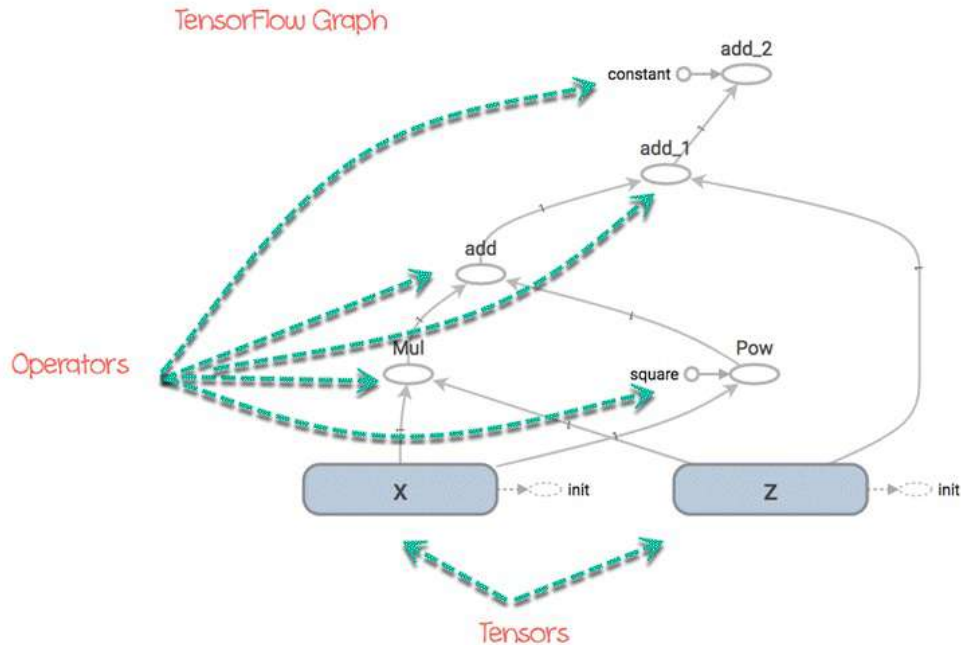 TensorFlow Graph
add_2
constant
add_1
add
Operators
Mul
Pow
square
X
init
Z
init
Tensors